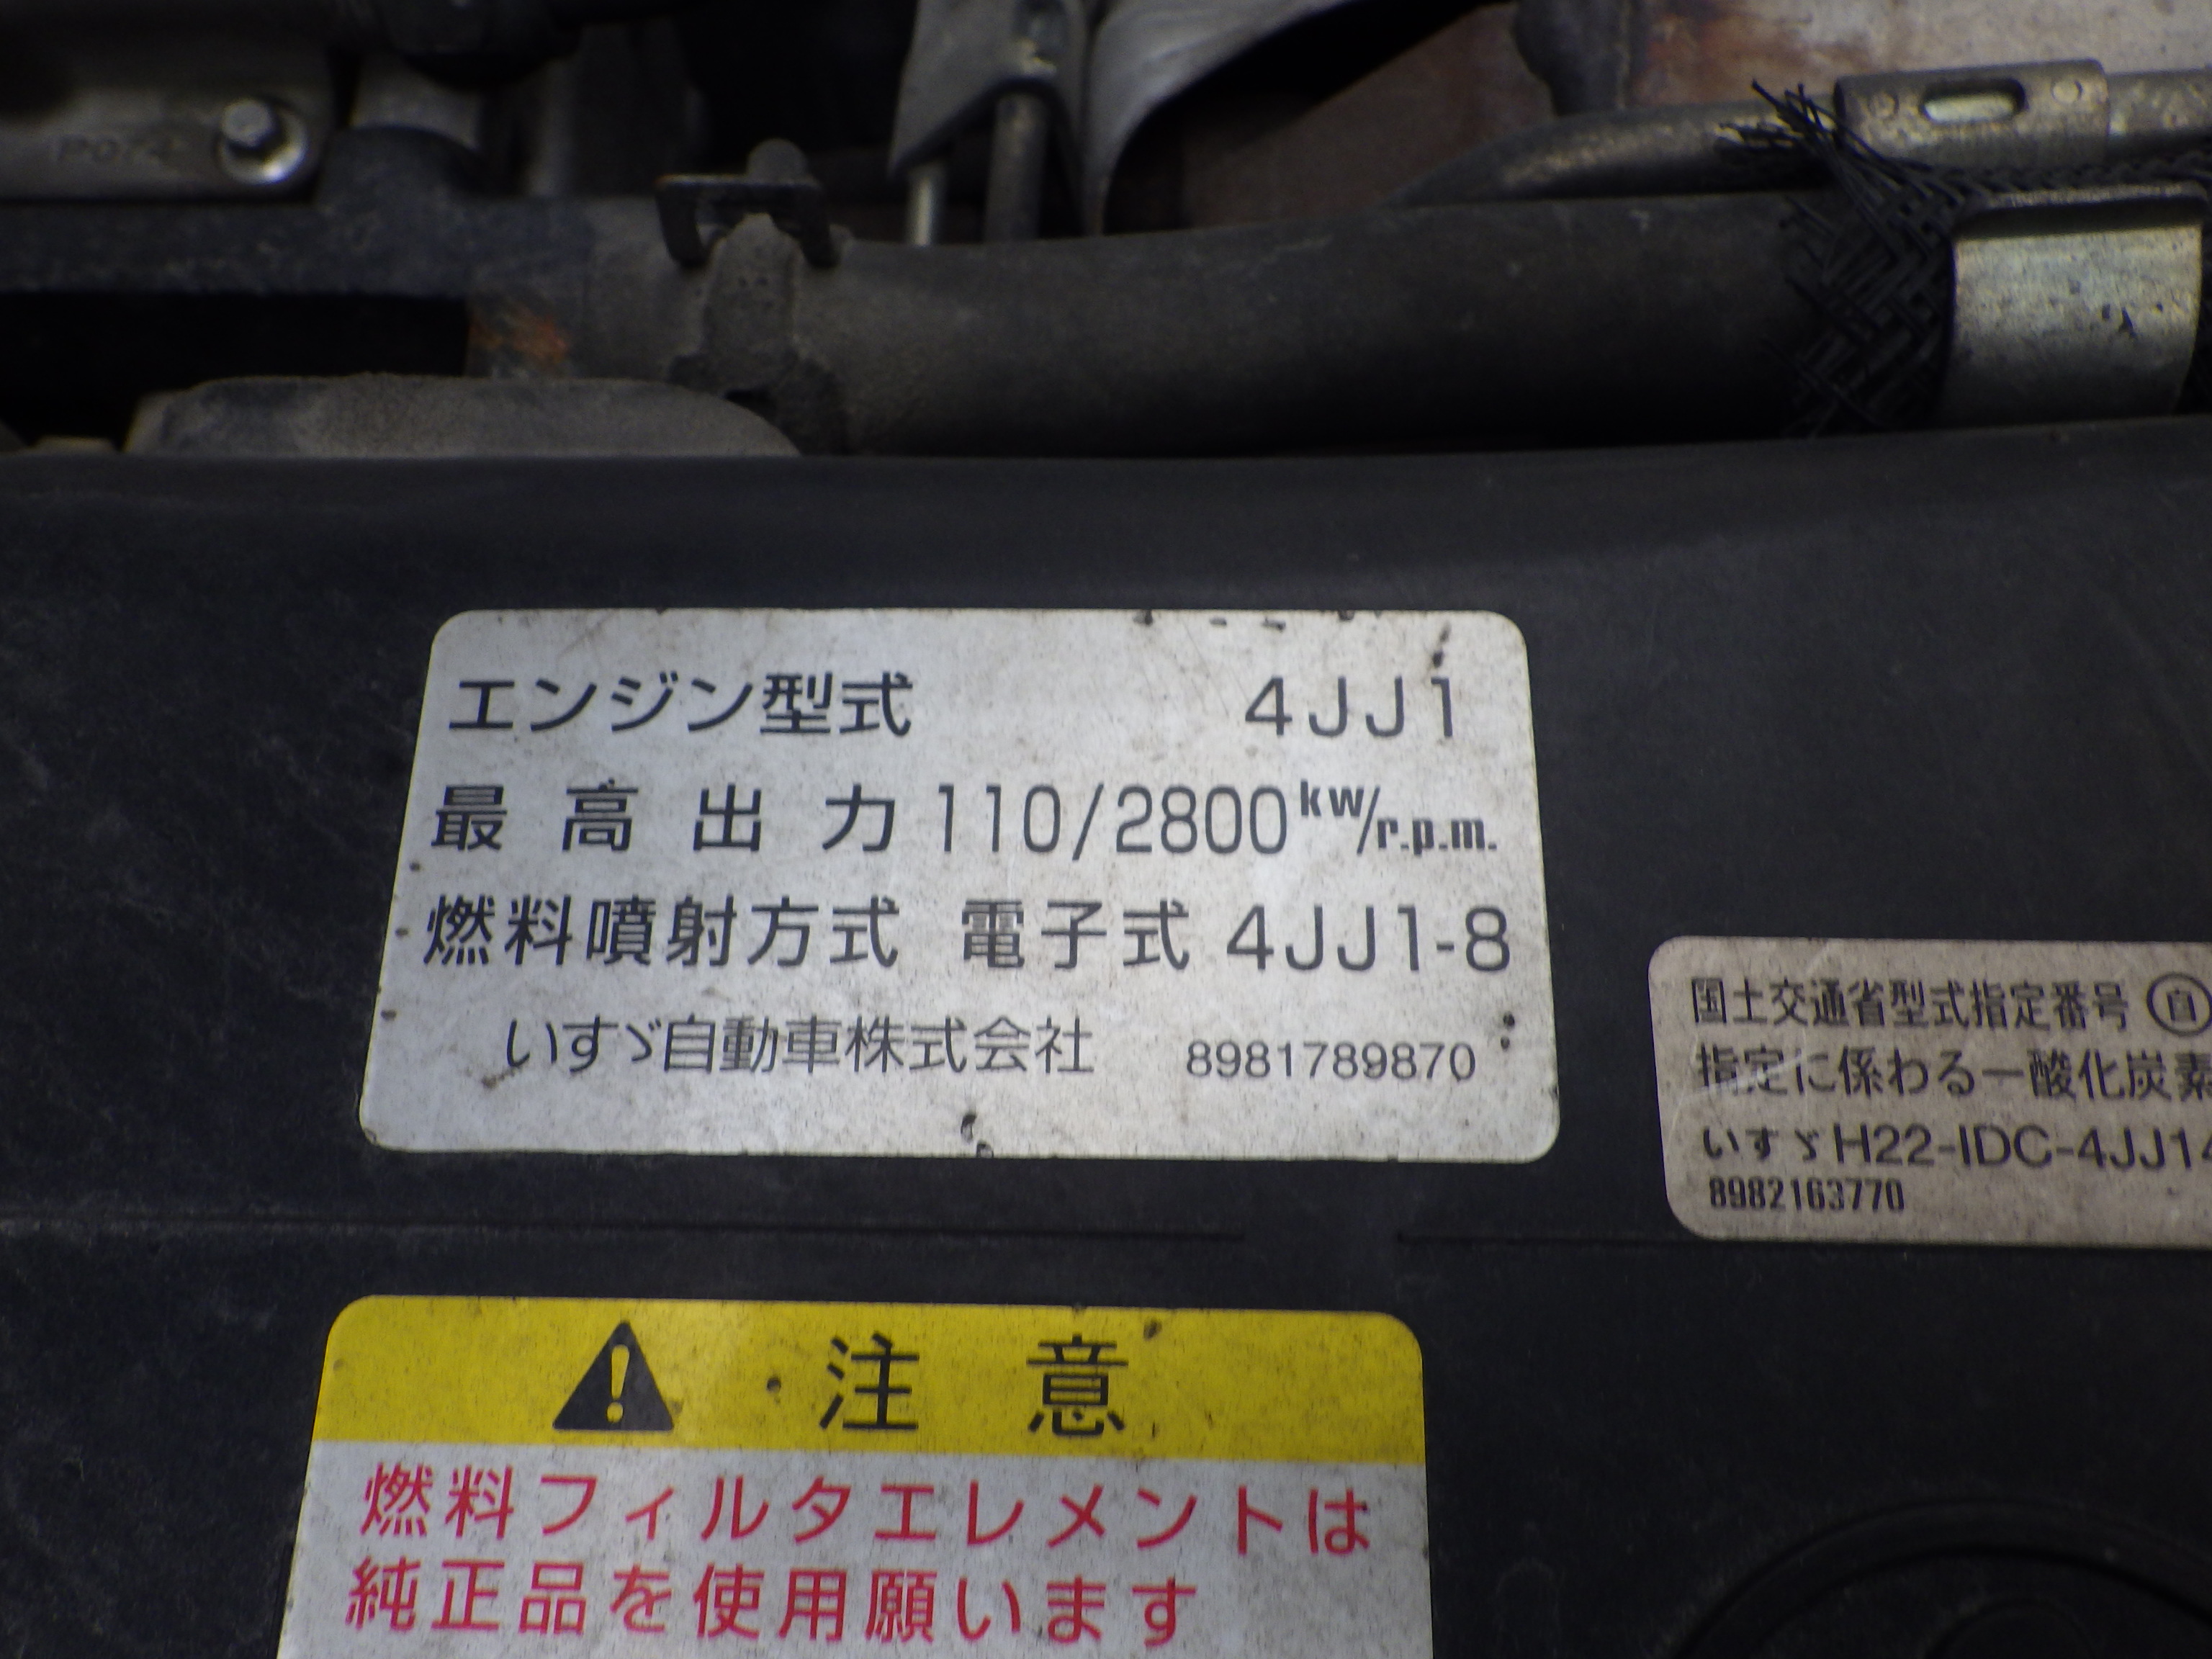 エンジン型式 4JJ1
最高出力 110/2800kw/r.p.m.
燃料噴射方式 電子式 4JJ1-8
いすゞ自動車株式会社 8981789870
国土交通省型式指定番号 自
指定に係わる一酸化炭素
いすゞH22-IDC-4JJ14
8982163770
注意
燃料フィルタエレメントは
純正品を使用願います